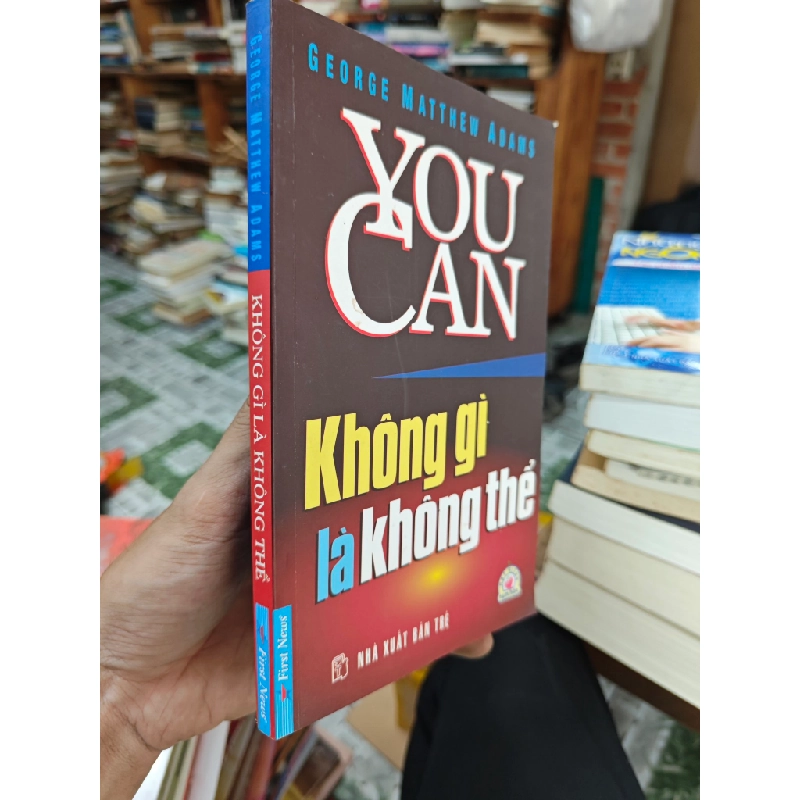 GEORGE MATTHEW ADAMS
YOU
CAN
Không gì
là không thể
NHÀ XUẤT BẢN TRẺ
First News
GEORGE MATTHEW ADAMS
KHÔNG GÌ LÀ KHÔNG THỂ
First News